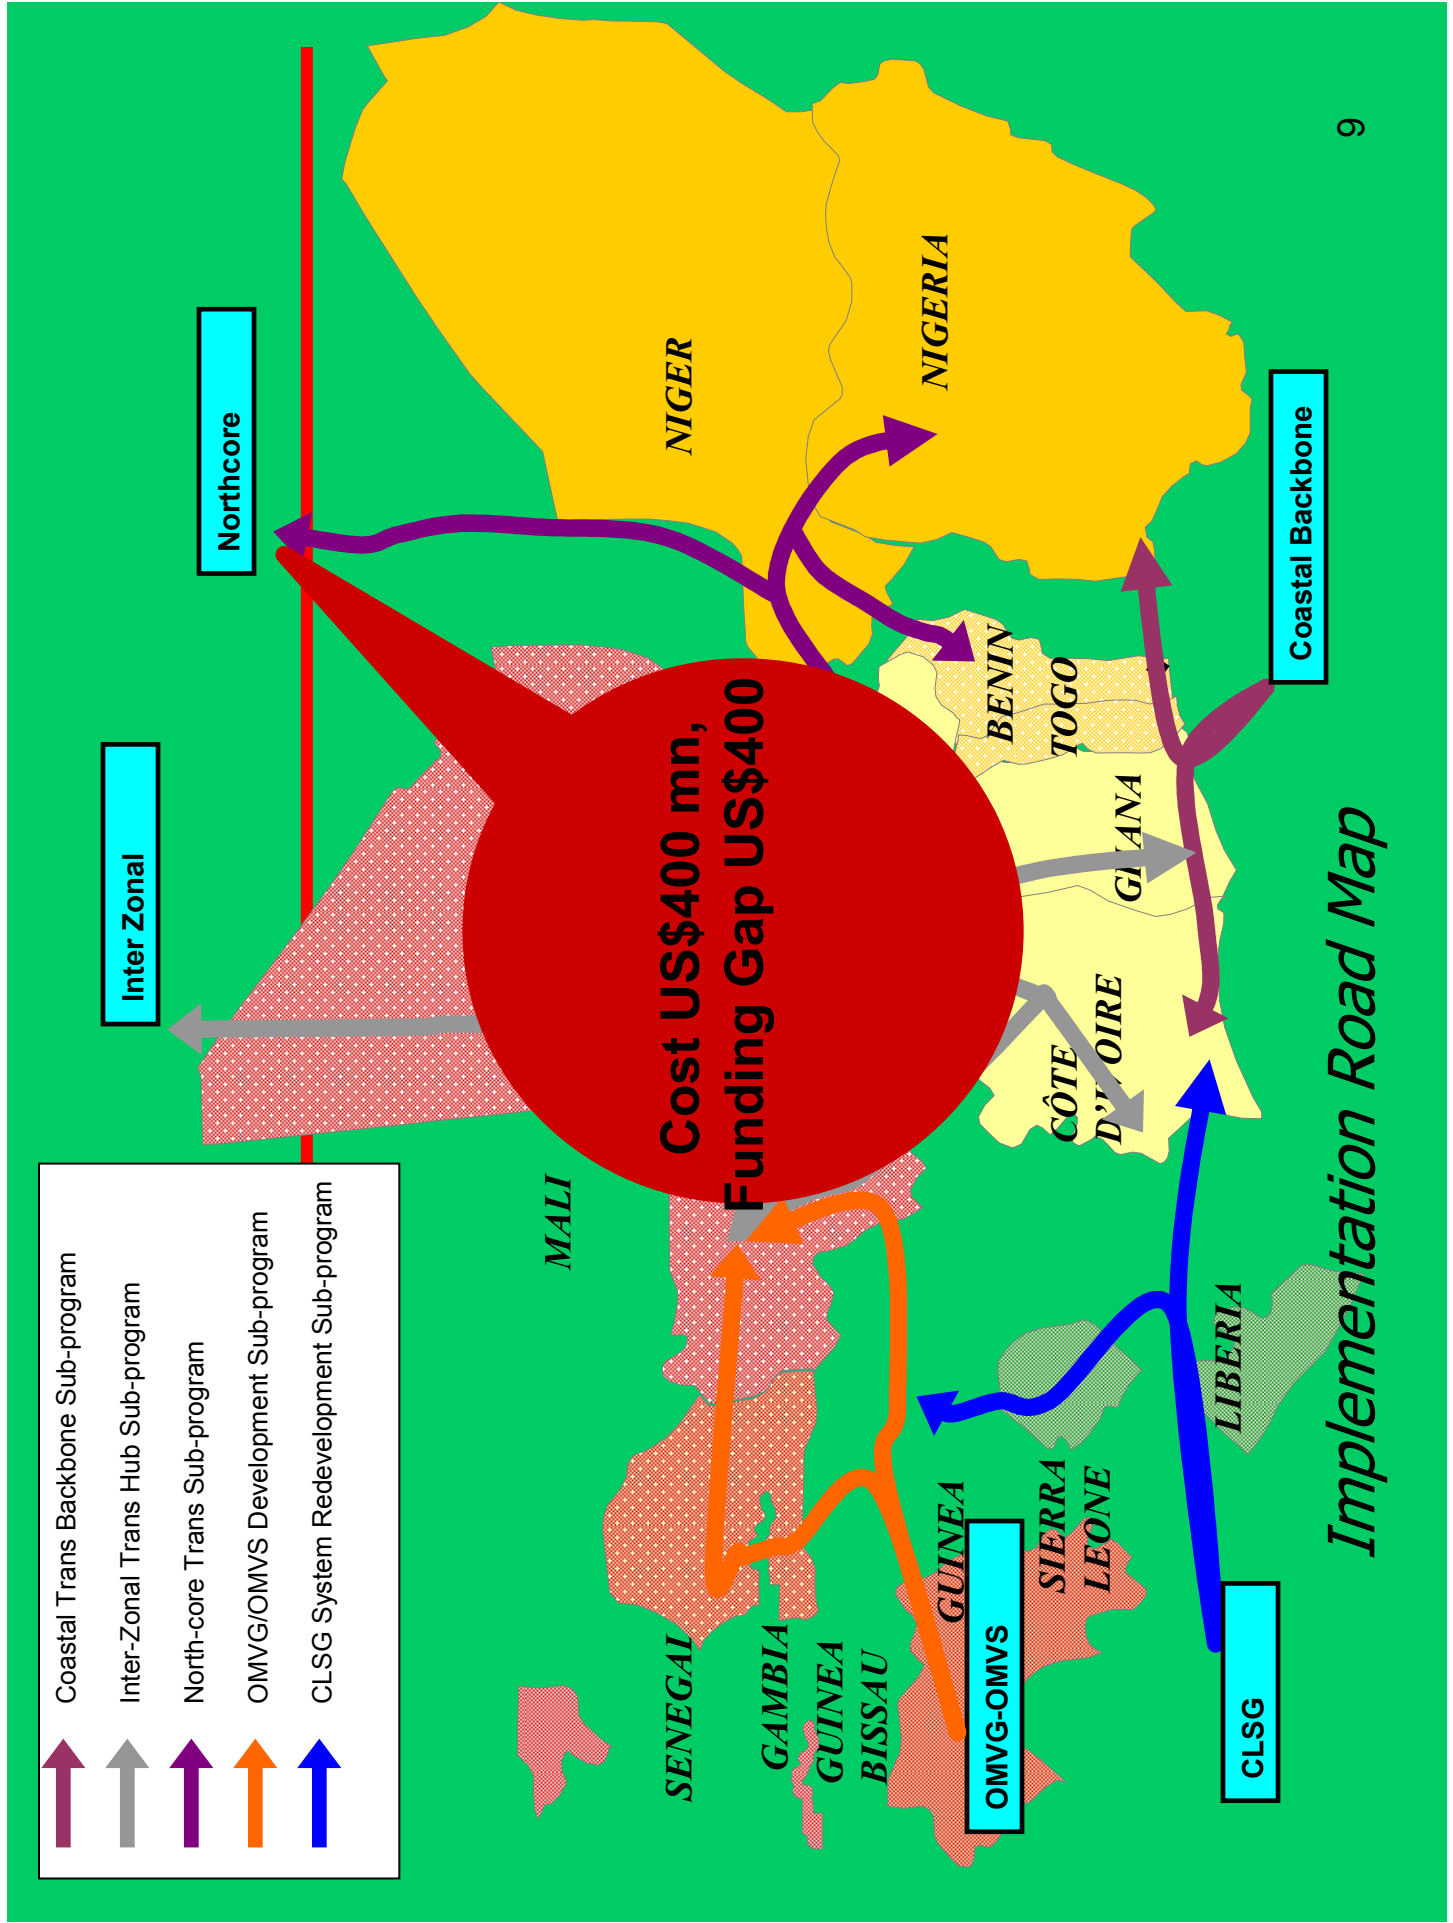 Coastal Trans Backbone Sub-program
Inter-Zonal Trans Hub Sub-program
North-core Trans Sub-program
OMVG/OMVS Development Sub-program
CLSG System Redevelopment Sub-program
Inter Zonal
Northcore
MALI
SENEGAL
Cost US$400 mn,
Funding Gap US$400
NIGER
GAMBIA
GUINEA
BISSAU
NIGERIA
GUINEA
OMVG-OMVS
BENIN
SIERRA
LEONE
CÔTE
D'IVOIRE
TOGO
GHANA
LIBERIA
CLSG
Coastal Backbone
Implementation Road Map
9